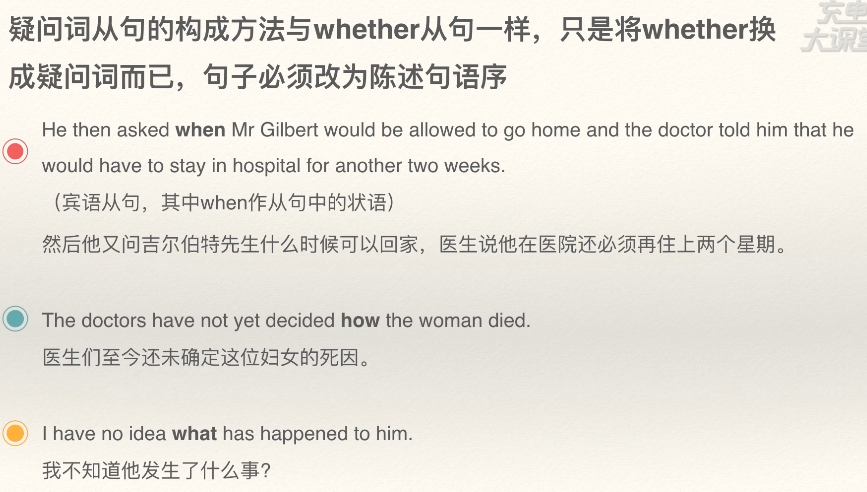 疑问词从句的构成方法与whether从句一样，只是将whether换
成疑问词而已，句子必须改为陈述句语序
He then asked when Mr Gilbert would be allowed to go home and the doctor told him that he
would have to stay in hospital for another two weeks.
（宾语从句，其中when作从句中的状语）
然后他又问吉尔伯特先生什么时候可以回家，医生说他在医院还必须再住上两个星期。
The doctors have not yet decided how the woman died.
医生们至今还未确定这位妇女的死因。
I have no idea what has happened to him.
我不知道他发生了什么事?